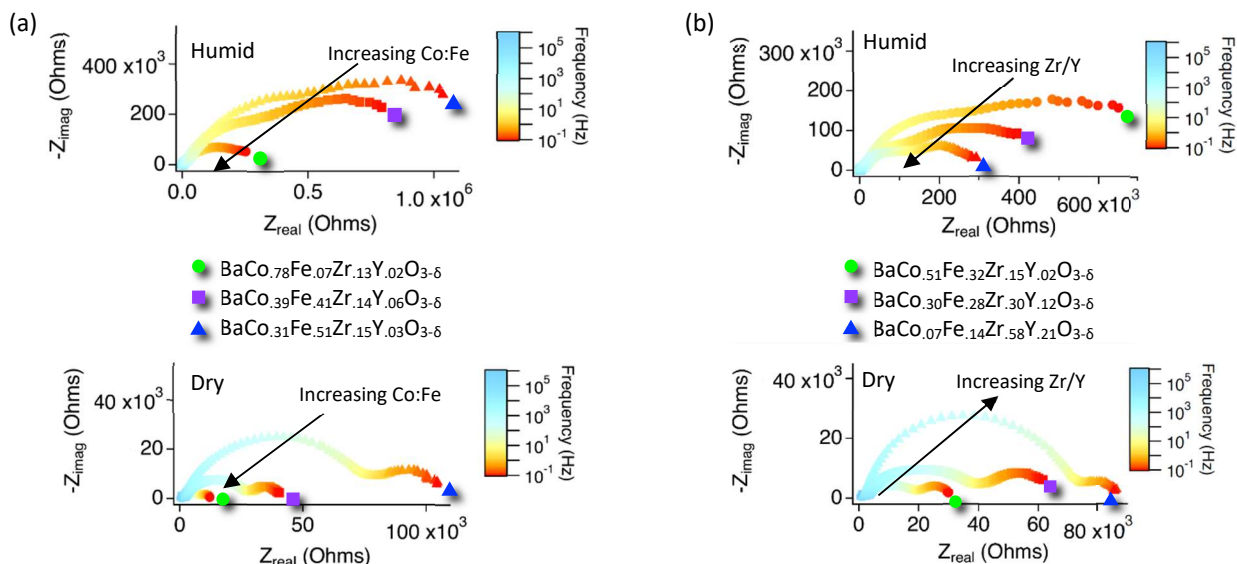 (a)
Humid
Increasing Co:Fe
-Z_imag (Ohms)
400 x10³
200
0
0.0
0.5
1.0 x 10⁶
Z_real (Ohms)
Frequency (Hz)
10⁵
10³
10¹
10⁻¹
(b)
Humid
Increasing Zr/Y
-Z_imag (Ohms)
300 x10³
200
100
0
0
200
400
600 x10³
Z_real (Ohms)
Frequency (Hz)
10⁵
10³
10¹
10⁻¹
BaCo.₇₈Fe.₀₇Zr.₁₃Y.₀₂O₃₋δ
BaCo.₃₉Fe.₄₁Zr.₁₄Y.₀₆O₃₋δ
BaCo.₃₁Fe.₅₁Zr.₁₅Y.₀₃O₃₋δ
BaCo.₅₁Fe.₃₂Zr.₁₅Y.₀₂O₃₋δ
BaCo.₃₀Fe.₂₈Zr.₃₀Y.₁₂O₃₋δ
BaCo.₀₇Fe.₁₄Zr.₅₈Y.₂₁O₃₋δ
Dry
Increasing Co:Fe
-Z_imag (Ohms)
40 x10³
20
0
0
50
100 x10³
Z_real (Ohms)
Frequency (Hz)
10⁵
10³
10¹
10⁻¹
Dry
Increasing Zr/Y
-Z_imag (Ohms)
40 x10³
20
0
0
20
40
60
80 x10³
Z_real (Ohms)
Frequency (Hz)
10⁵
10³
10¹
10⁻¹